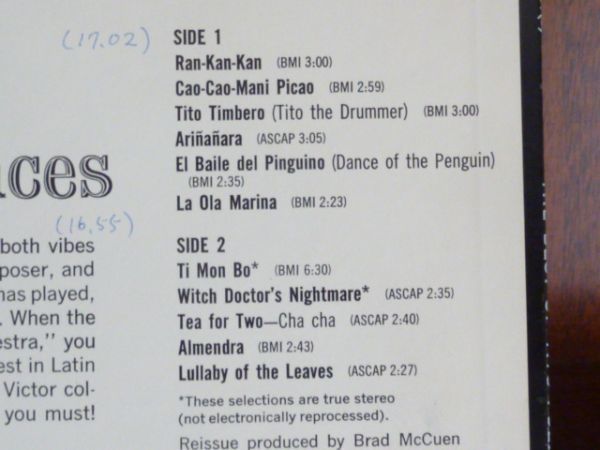 (17.02)
SIDE 1
Ran-Kan-Kan (BMI 3:00)
Cao-Cao-Mani Picao (BMI 2:59)
Tito Timbero (Tito the Drummer) (BMI 3:00)
Ariñañara (ASCAP 3:05)
El Baile del Pinguino (Dance of the Penguin)
(BMI 2:35)
La Ola Marina (BMI 2:23)
nces
(16.55)
both vibes
poser, and
has played,
. When the
estra," you
est in Latin
Victor col-
you must!
SIDE 2
Ti Mon Bo* (BMI 6:30)
Witch Doctor's Nightmare* (ASCAP 2:35)
Tea for Two—Cha cha (ASCAP 2:40)
Almendra (BMI 2:43)
Lullaby of the Leaves (ASCAP 2:27)
*These selections are true stereo
(not electronically reprocessed).
Reissue produced by Brad McCuen